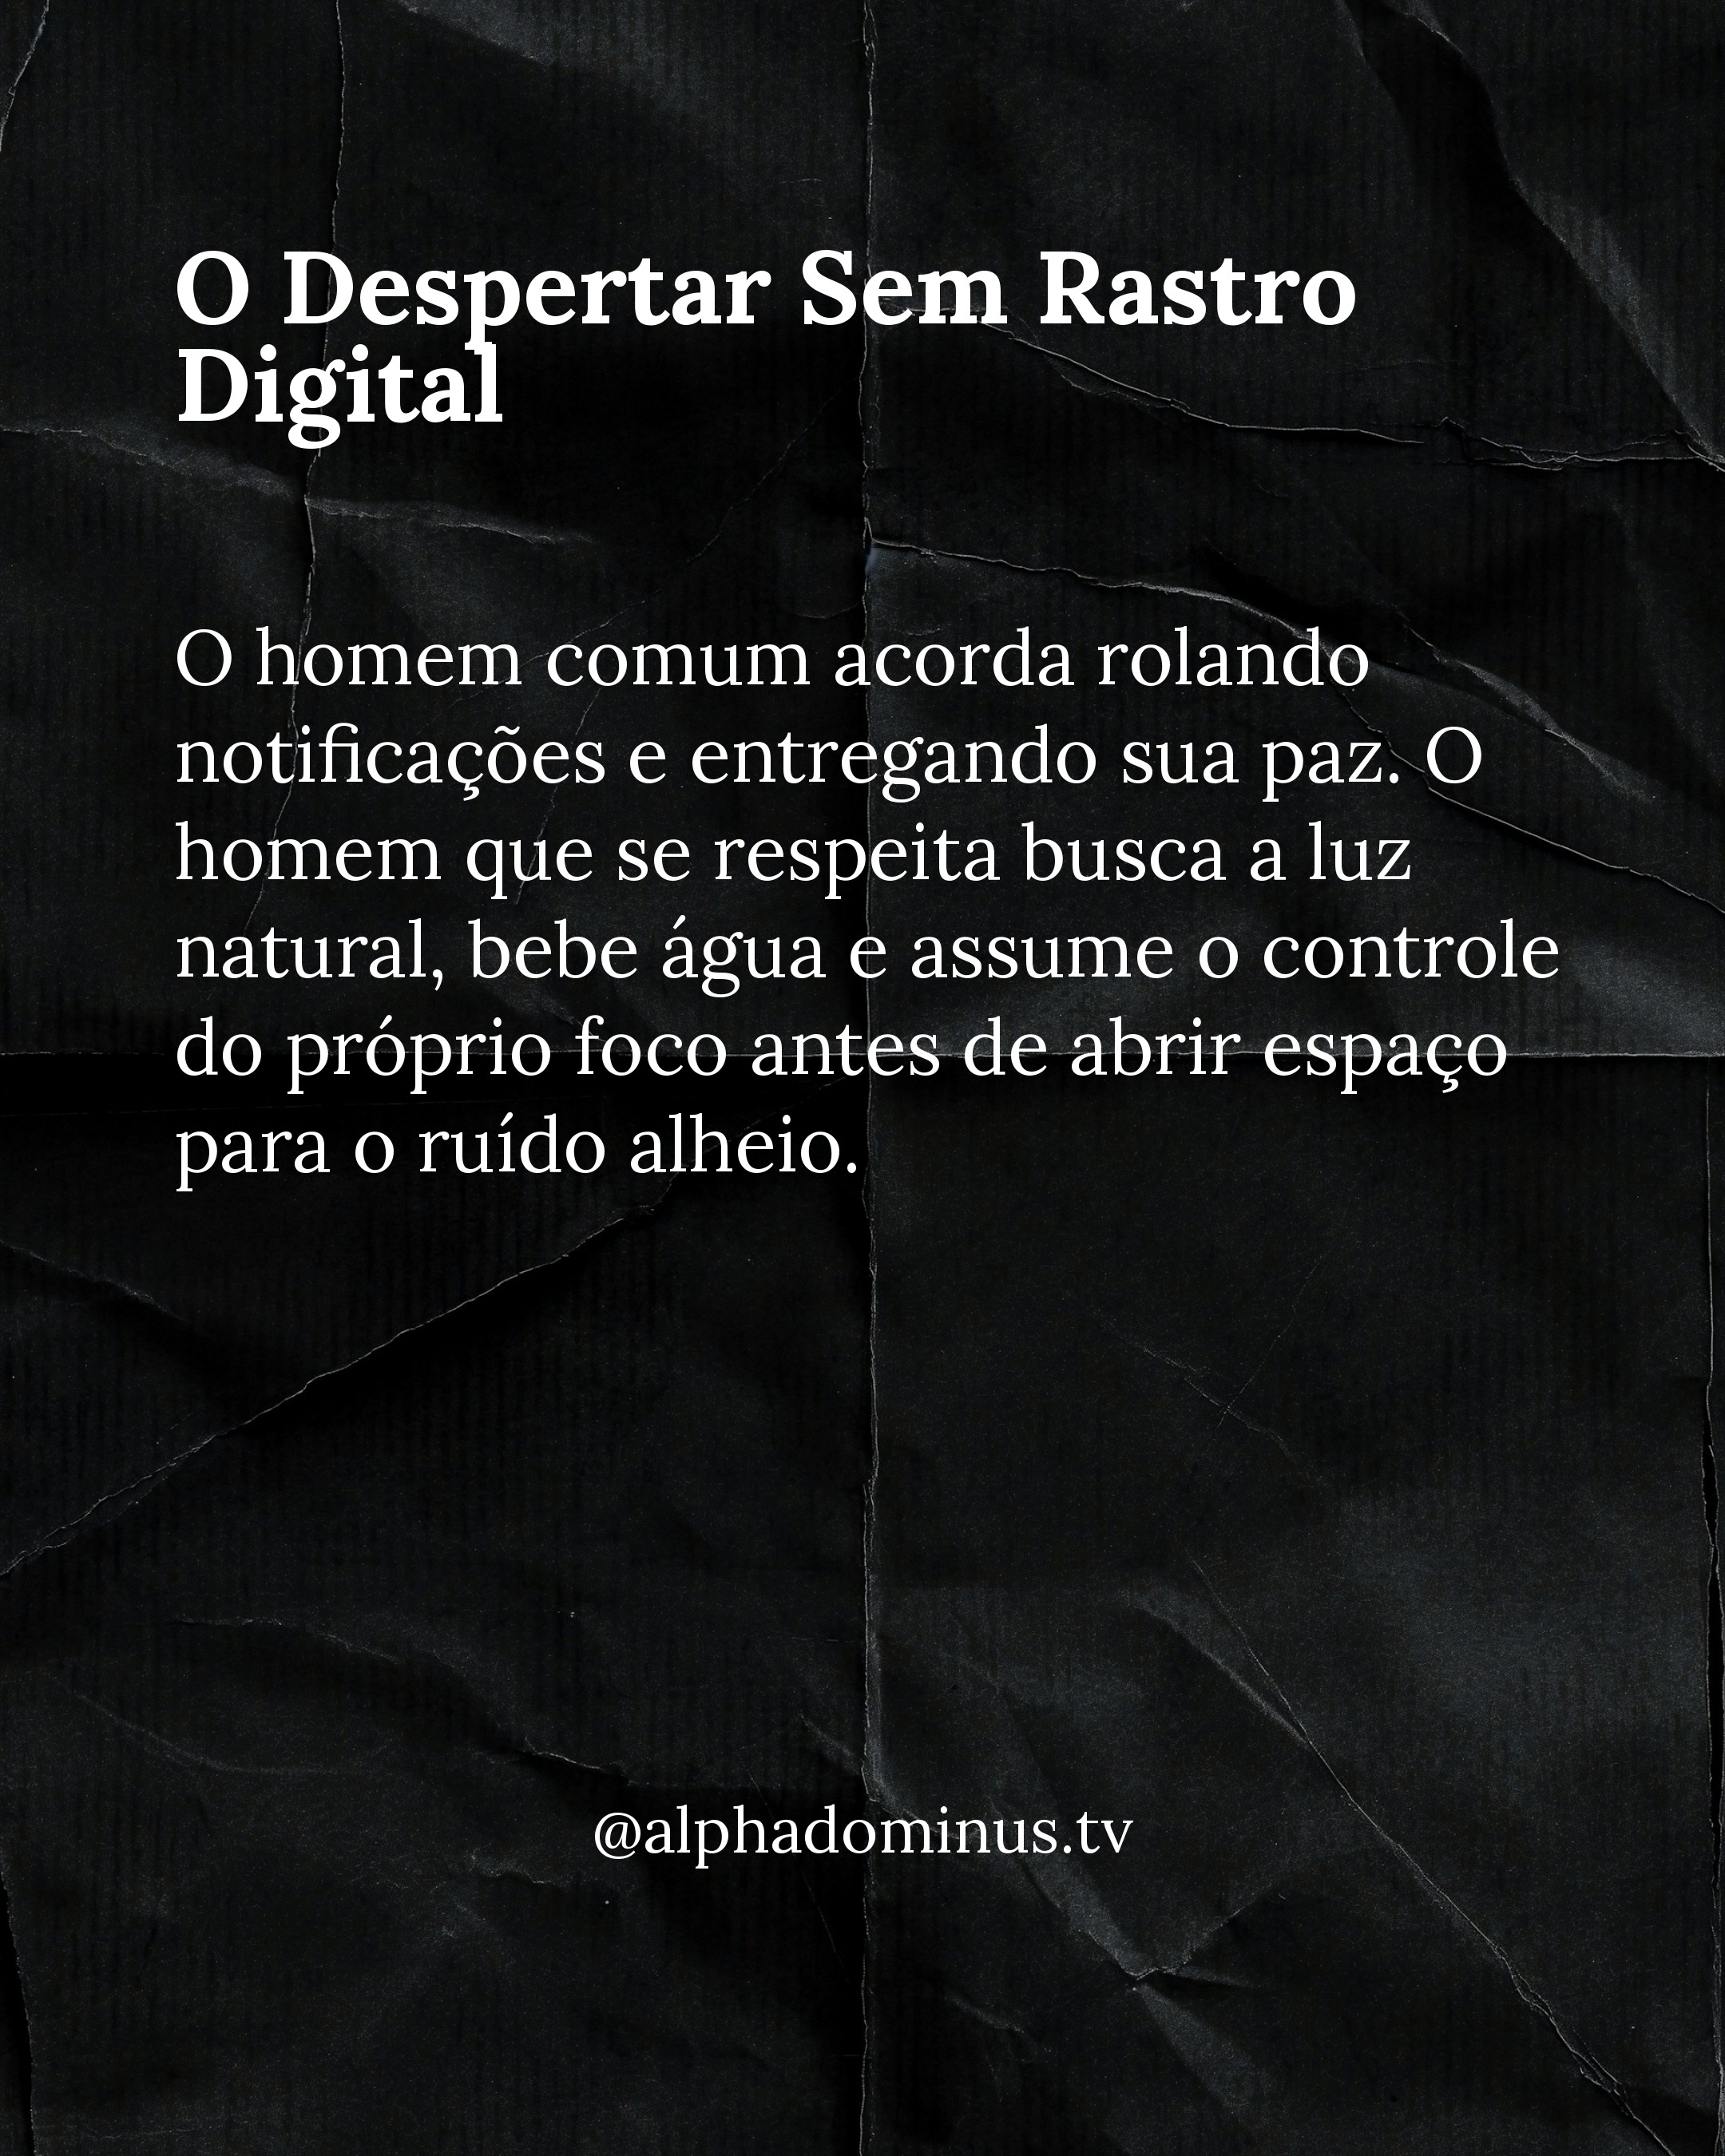 O Despertar Sem Rastro
Digital
O homem comum acorda rolando
notificações e entregando sua paz. O
homem que se respeita busca a luz
natural, bebe água e assume o controle
do próprio foco antes de abrir espaço
para o ruído alheio.
@alphadominus.tv